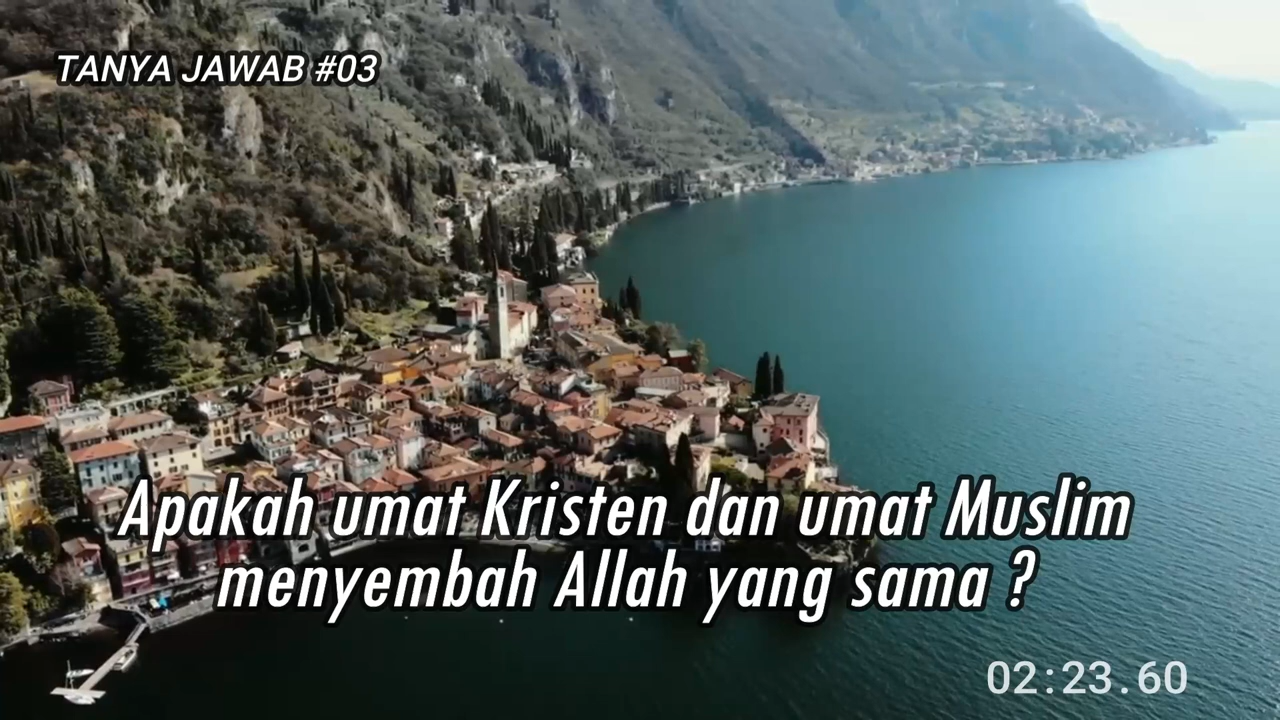 TANYA JAWAB #03
Apakah umat Kristen dan umat Muslim
menyembah Allah yang sama ?
02:23.60